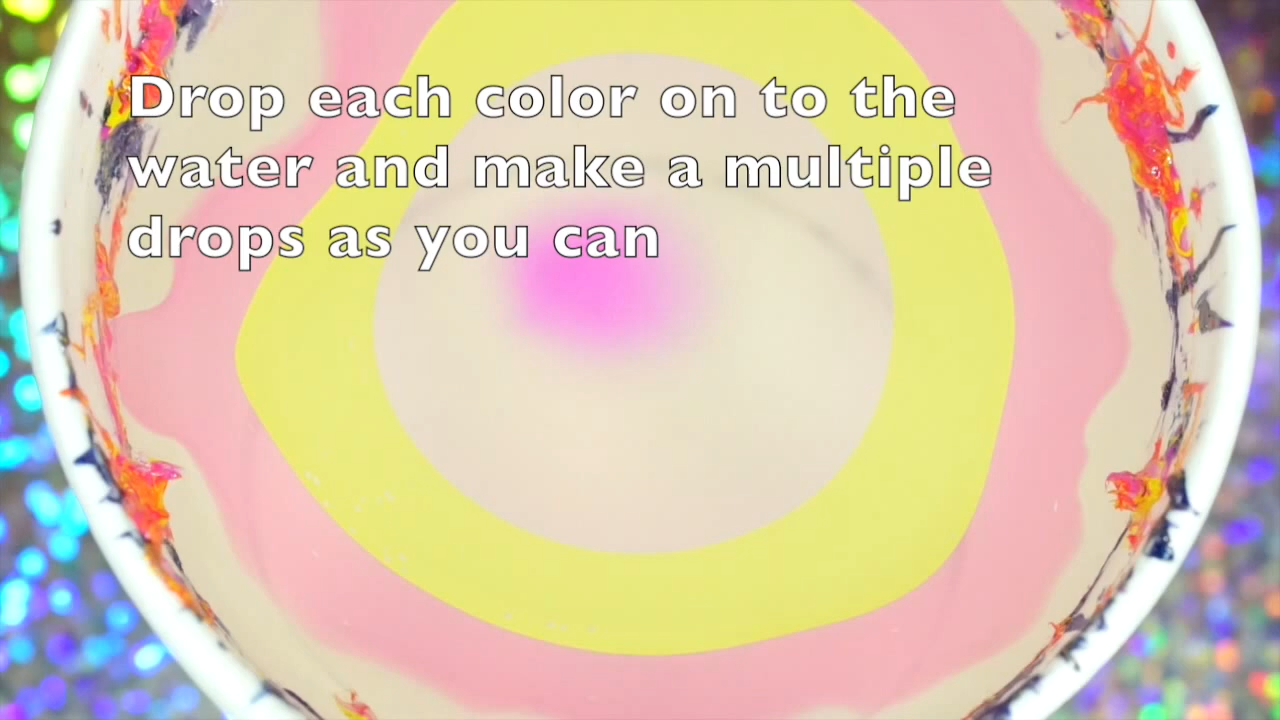 Drop each color on to the
water and make a multiple
drops as you can